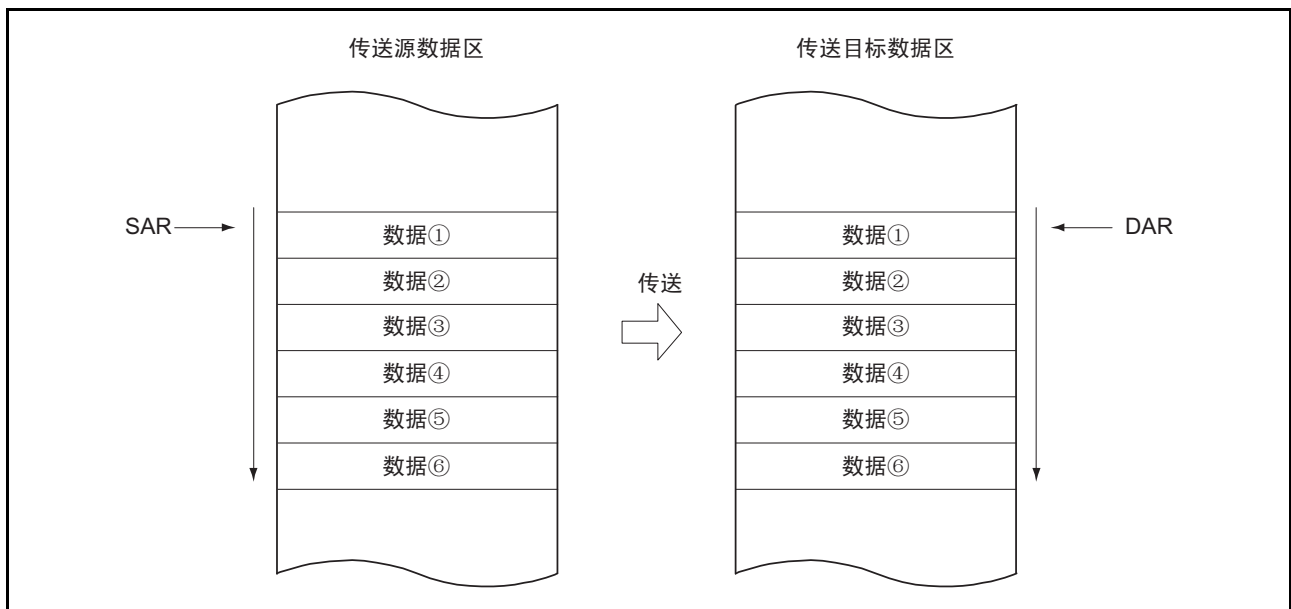 传送源数据区
传送目标数据区
SAR
数据①
数据②
数据③
数据④
数据⑤
数据⑥
传送
数据①
数据②
数据③
数据④
数据⑤
数据⑥
DAR